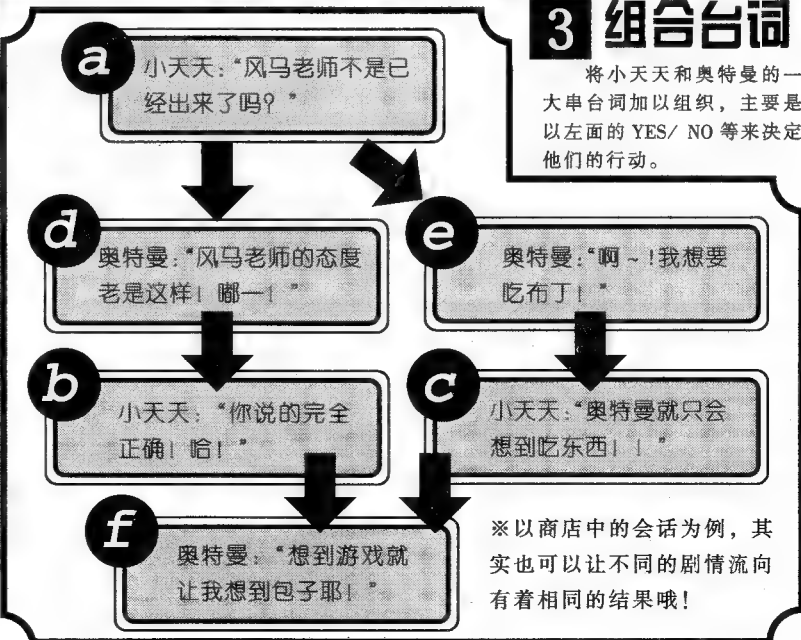 3 组合台词
将小天天和奥特曼的一
大串台词加以组织，主要是
以左面的 YES/ NO 等来决定
他们的行动。
a
小天天：“风马老师不是已
经出来了吗？”
d
奥特曼：“风马老师的态度
老是这样！嘟一！”
e
奥特曼：“啊～！我想要
吃布丁！”
b
小天天：“你说的完全
正确！哈！”
c
小天天：“奥特曼就只会
想到吃东西！！”
f
奥特曼：“想到游戏就
让我想到包子耶！”
※以商店中的会话为例，其
实也可以让不同的剧情流向
有着相同的结果哦！